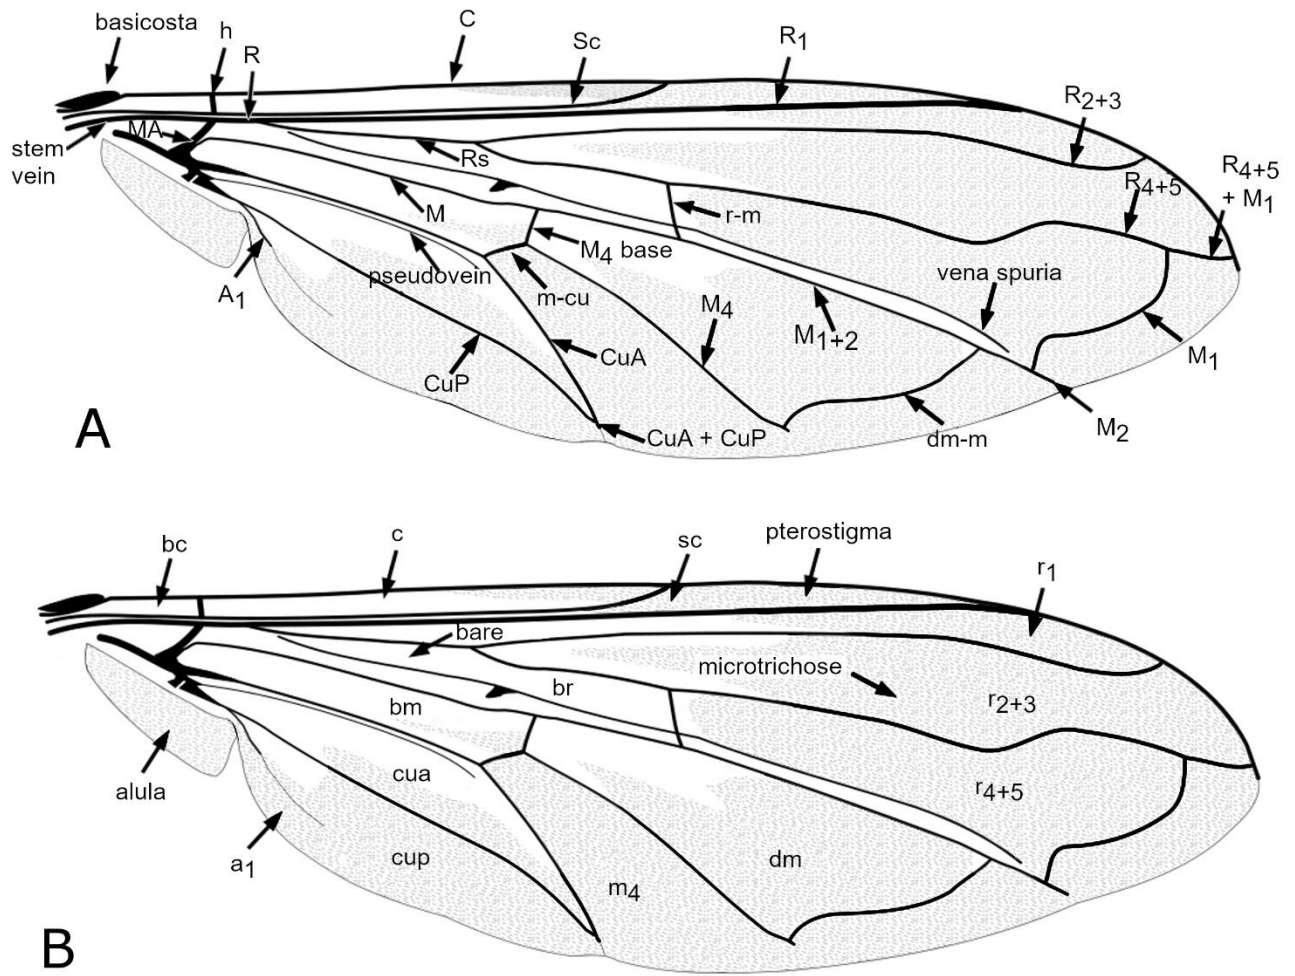 basicosta
h
R
C
Sc
R1
R2+3
MA
stem
vein
Rs
M
r-m
R4+5
R4+5
+ M1
M4 base
pseudovein
m-cu
vena spuria
A1
M4
M1+2
M1
CuA
CuP
CuA + CuP
dm-m
M2
A
bc
c
sc
pterostigma
r1
bare
microtrichose
br
bm
r2+3
cua
r4+5
alula
a1
cup
dm
m4
B